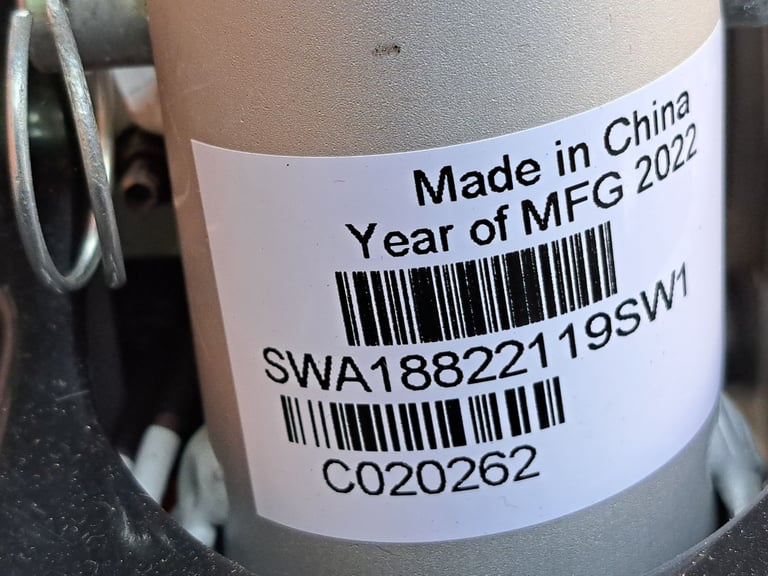 Made in China
Year of MFG 2022
SWA18822119SW1
C020262